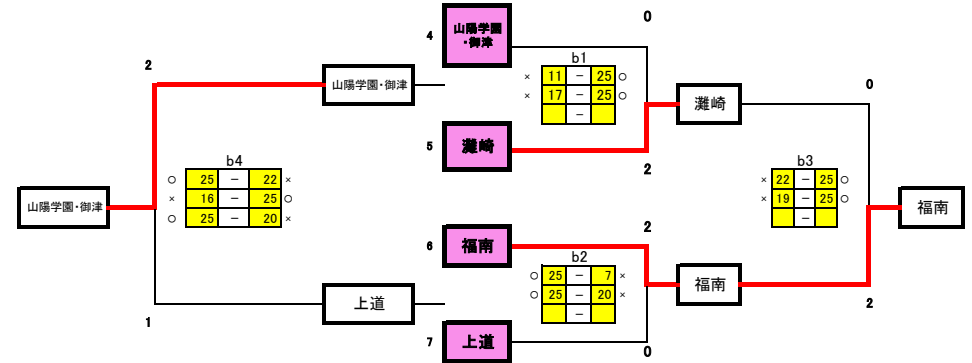 4
山陽学園
・御津
0
2
b1
× 11 － 25 ○
× 17 － 25 ○
－
山陽学園・御津
灘崎
0
5
灘崎
2
b4
○ 25 － 22 ×
× 16 － 25 ○
○ 25 － 20 ×
b3
× 22 － 25 ○
× 19 － 25 ○
－
山陽学園・御津
福南
6
福南
2
b2
○ 25 － 7 ×
○ 25 － 20 ×
－
上道
福南
2
1
7
上道
0